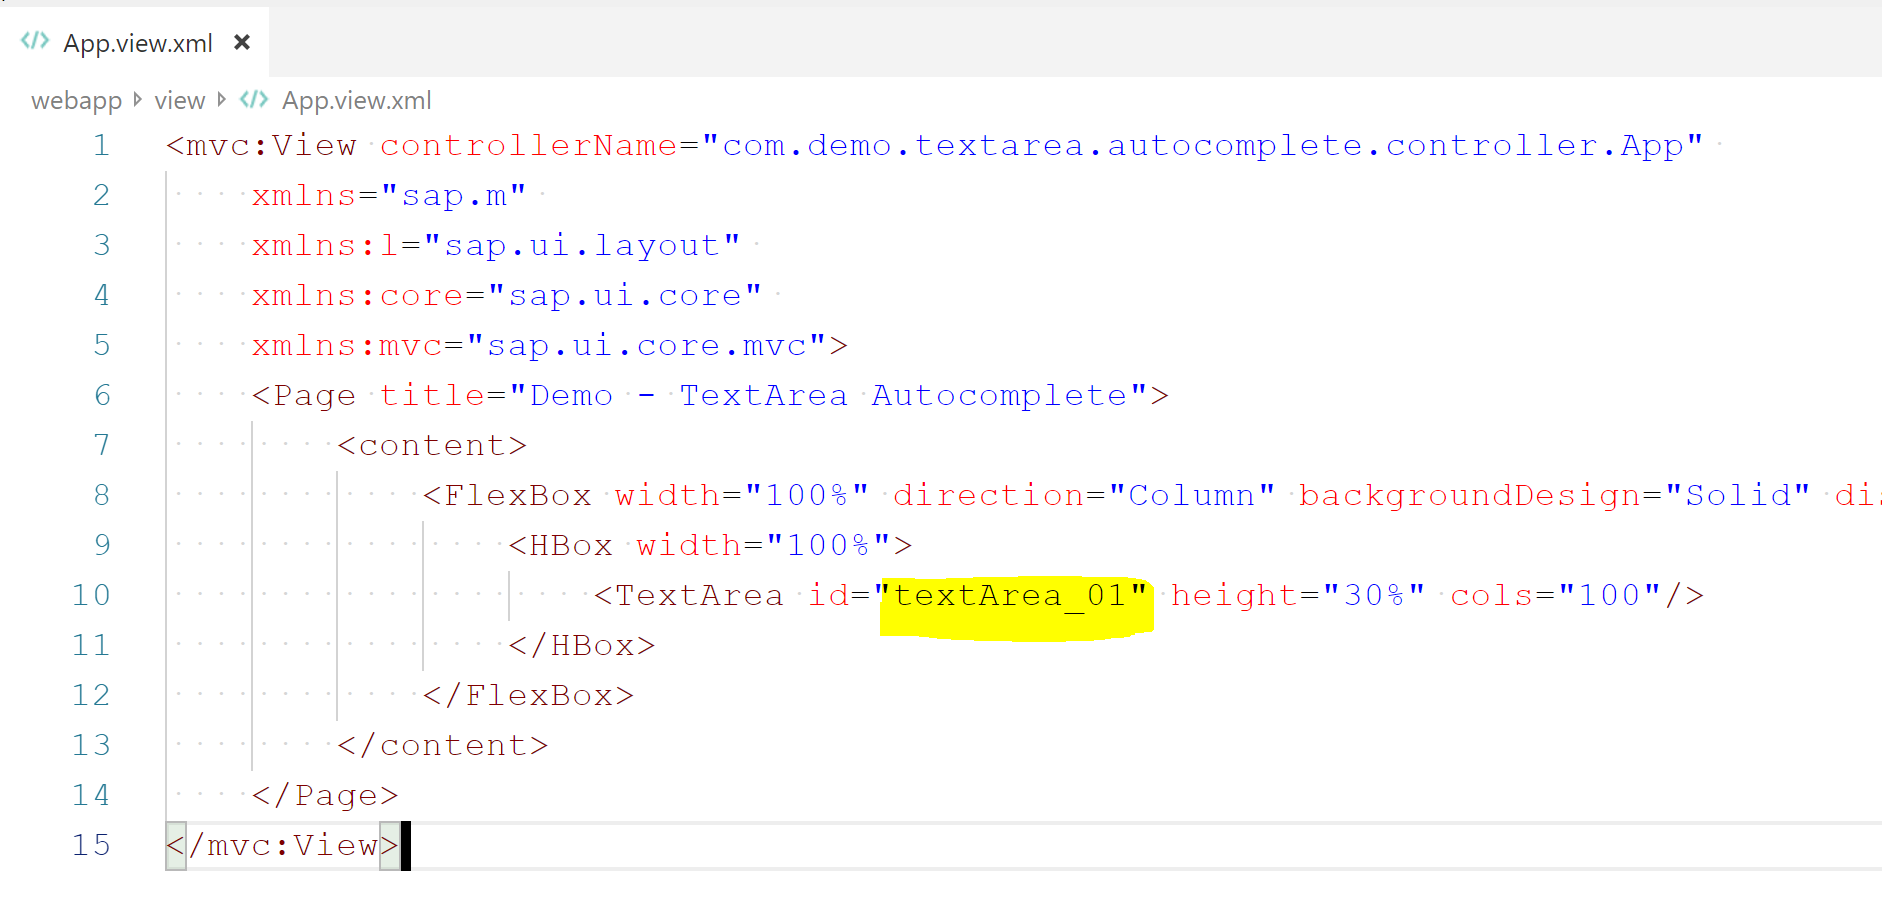 App.view.xml
webapp view App.view.xml
1 <mvc:View controllerName="com.demo.textarea.autocomplete.controller.App"
2 xmlns="sap.m"
3 xmlns:l="sap.ui.layout"
4 xmlns:core="sap.ui.core"
5 xmlns:mvc="sap.ui.core.mvc">
6 <Page title="Demo - TextArea Autocomplete">
7 <content>
8 <FlexBox width="100%" direction="Column" backgroundDesign="Solid"
9 <HBox width="100%">
10 <TextArea id="textArea_01" height="30%" cols="100"/>
11 </HBox>
12 </FlexBox>
13 </content>
14 </Page>
15 </mvc:View>